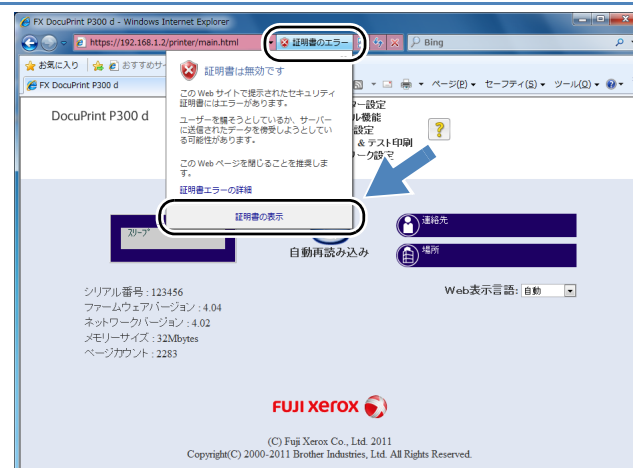 FX DocuPrint P300 d - Windows Internet Explorer
https://192.168.1.2/printer/main.html
証明書のエラー
Bing
お気に入り
おすすめサ
FX DocuPrint P300 d
ページ(P)
セーフティ(S)
ツール(O)
証明書は無効です
この Web サイトで提示されたセキュリティ
証明書にはエラーがあります。
ユーザーを騙そうとしているか、サーバー
に送信されたデータを傍受しようとしてい
る可能性があります。
この Web ページを閉じることを推奨しま
す。
証明書エラーの詳細
証明書の表示
DocuPrint P300 d
ー設定
ル機能
設定
& テスト印刷
ーク設定
?
スリープ
自動再読み込み
連絡先
場所
シリアル番号 : 123456
ファームウェアバージョン : 4.04
ネットワークバージョン : 4.02
メモリーサイズ : 32Mbytes
ページカウント : 2283
Web表示言語: 自動
FUJI XEROX
(C) Fuji Xerox Co., Ltd. 2011
Copyright(C) 2000-2011 Brother Industries, Ltd. All Rights Reserved.